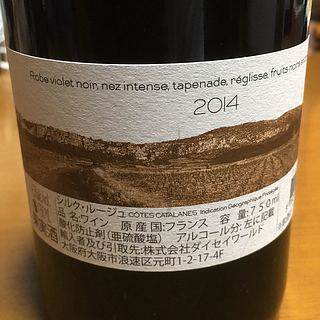 Robe violet noir, nez intense, tapenade, réglisse, fruits noirs
2014
シルク・ルージュ CÔTES CATALANES Indication Géographique Protégée
品名:ワイン 原産国:フランス 容量:750ml
酸化防止剤(亜硫酸塩) アルコール分:左に記載
輸入者及び引取先:株式会社ダイセイワールド
大阪府大阪市浪速区元町1-2-17-4F